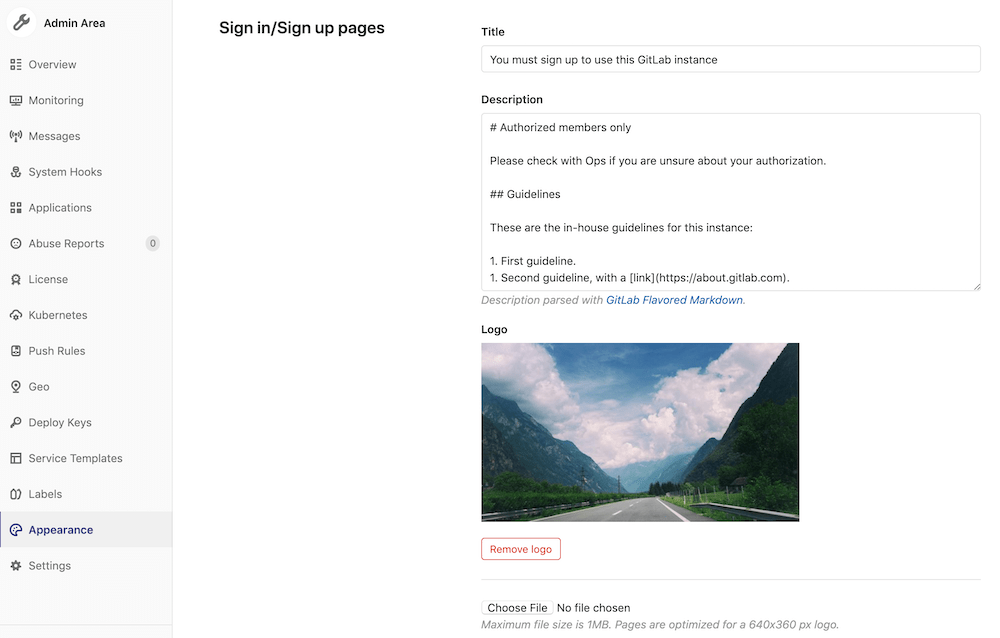 Admin Area
Overview
Monitoring
Messages
System Hooks
Applications
Abuse Reports 0
License
Kubernetes
Push Rules
Geo
Deploy Keys
Service Templates
Labels
Appearance
Settings
Sign in/Sign up pages
Title
You must sign up to use this GitLab instance
Description
# Authorized members only
Please check with Ops if you are unsure about your authorization.
## Guidelines
These are the in-house guidelines for this instance:
1. First guideline.
1. Second guideline, with a [link](https://about.gitlab.com).
Description parsed with GitLab Flavored Markdown.
Logo
Remove logo
Choose File No file chosen
Maximum file size is 1MB. Pages are optimized for a 640x360 px logo.